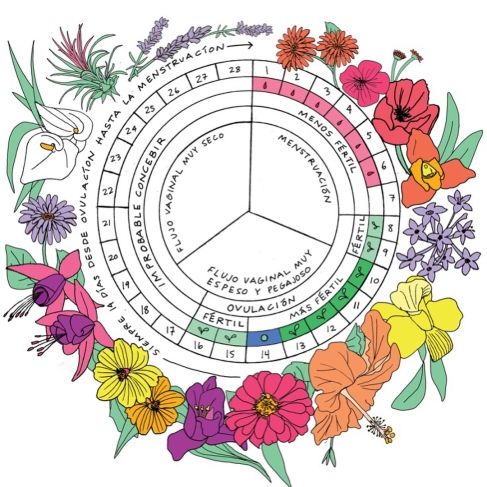 SIEMPRE 14 DÍAS DESDE OVULACIÓN HASTA LA MENSTRUACÍON
1
2
3
4
5
6
7
8
9
10
11
12
13
14
15
16
17
18
19
20
21
22
23
24
25
26
27
28
MENOS FÉRTIL
FÉRTIL
MÁS FÉRTIL
OVULACIÓN
FÉRTIL
IMPROBABLE CONCEBIR
MENSTRUACIÓN
FLUJO VAGINAL MUY
ESPESO Y PEGAJOSO
FLUJO VAGINAL MUY SECO